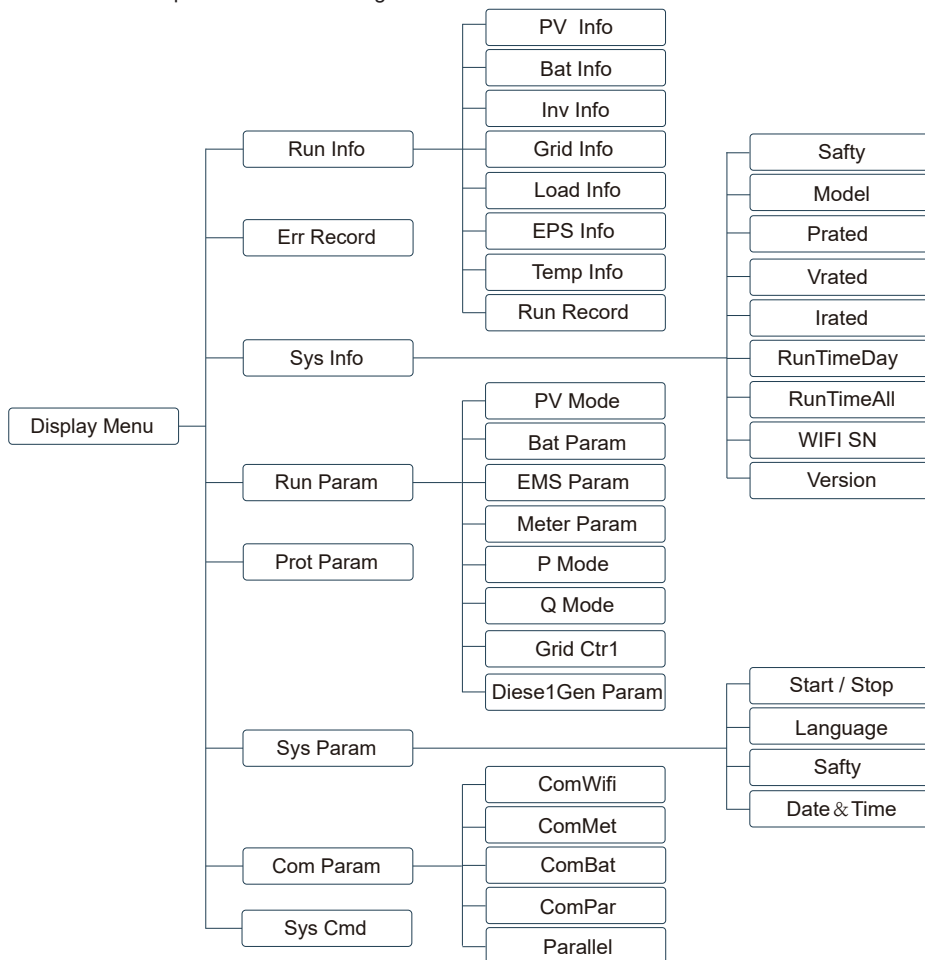 PV Info
Bat Info
Inv Info
Grid Info
Load Info
EPS Info
Temp Info
Run Record
Run Info
Err Record
Sys Info
Safty
Model
Prated
Vrated
Irated
RunTimeDay
RunTimeAll
WIFI SN
Version
Display Menu
Run Param
PV Mode
Bat Param
EMS Param
Meter Param
P Mode
Q Mode
Grid Ctr1
Diese1Gen Param
Prot Param
Sys Param
Start / Stop
Language
Safty
Date&Time
Com Param
ComWifi
ComMet
ComBat
ComPar
Parallel
Sys Cmd